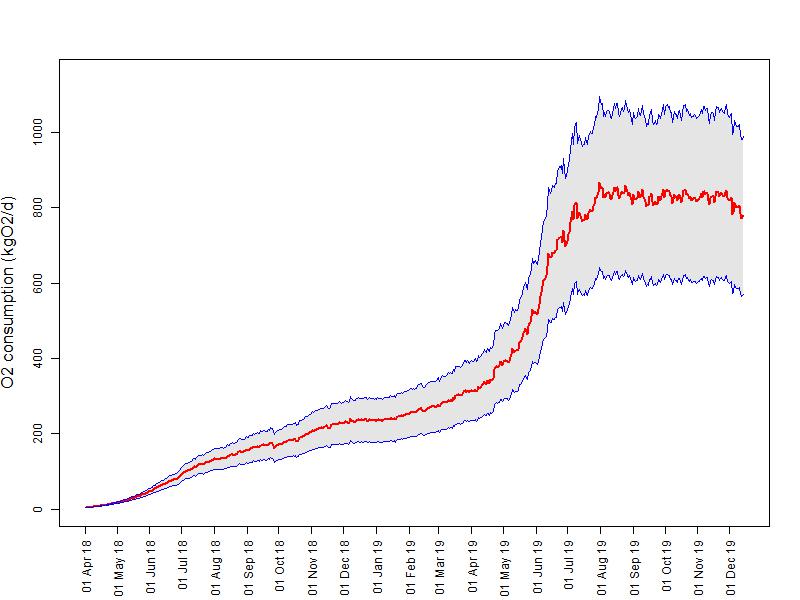 O2 consumption (kgO2/d)
1000
800
600
400
200
0
01 Apr 18
01 May 18
01 Jun 18
01 Jul 18
01 Aug 18
01 Sep 18
01 Oct 18
01 Nov 18
01 Dec 18
01 Jan 19
01 Feb 19
01 Mar 19
01 Apr 19
01 May 19
01 Jun 19
01 Jul 19
01 Aug 19
01 Sep 19
01 Oct 19
01 Nov 19
01 Dec 19